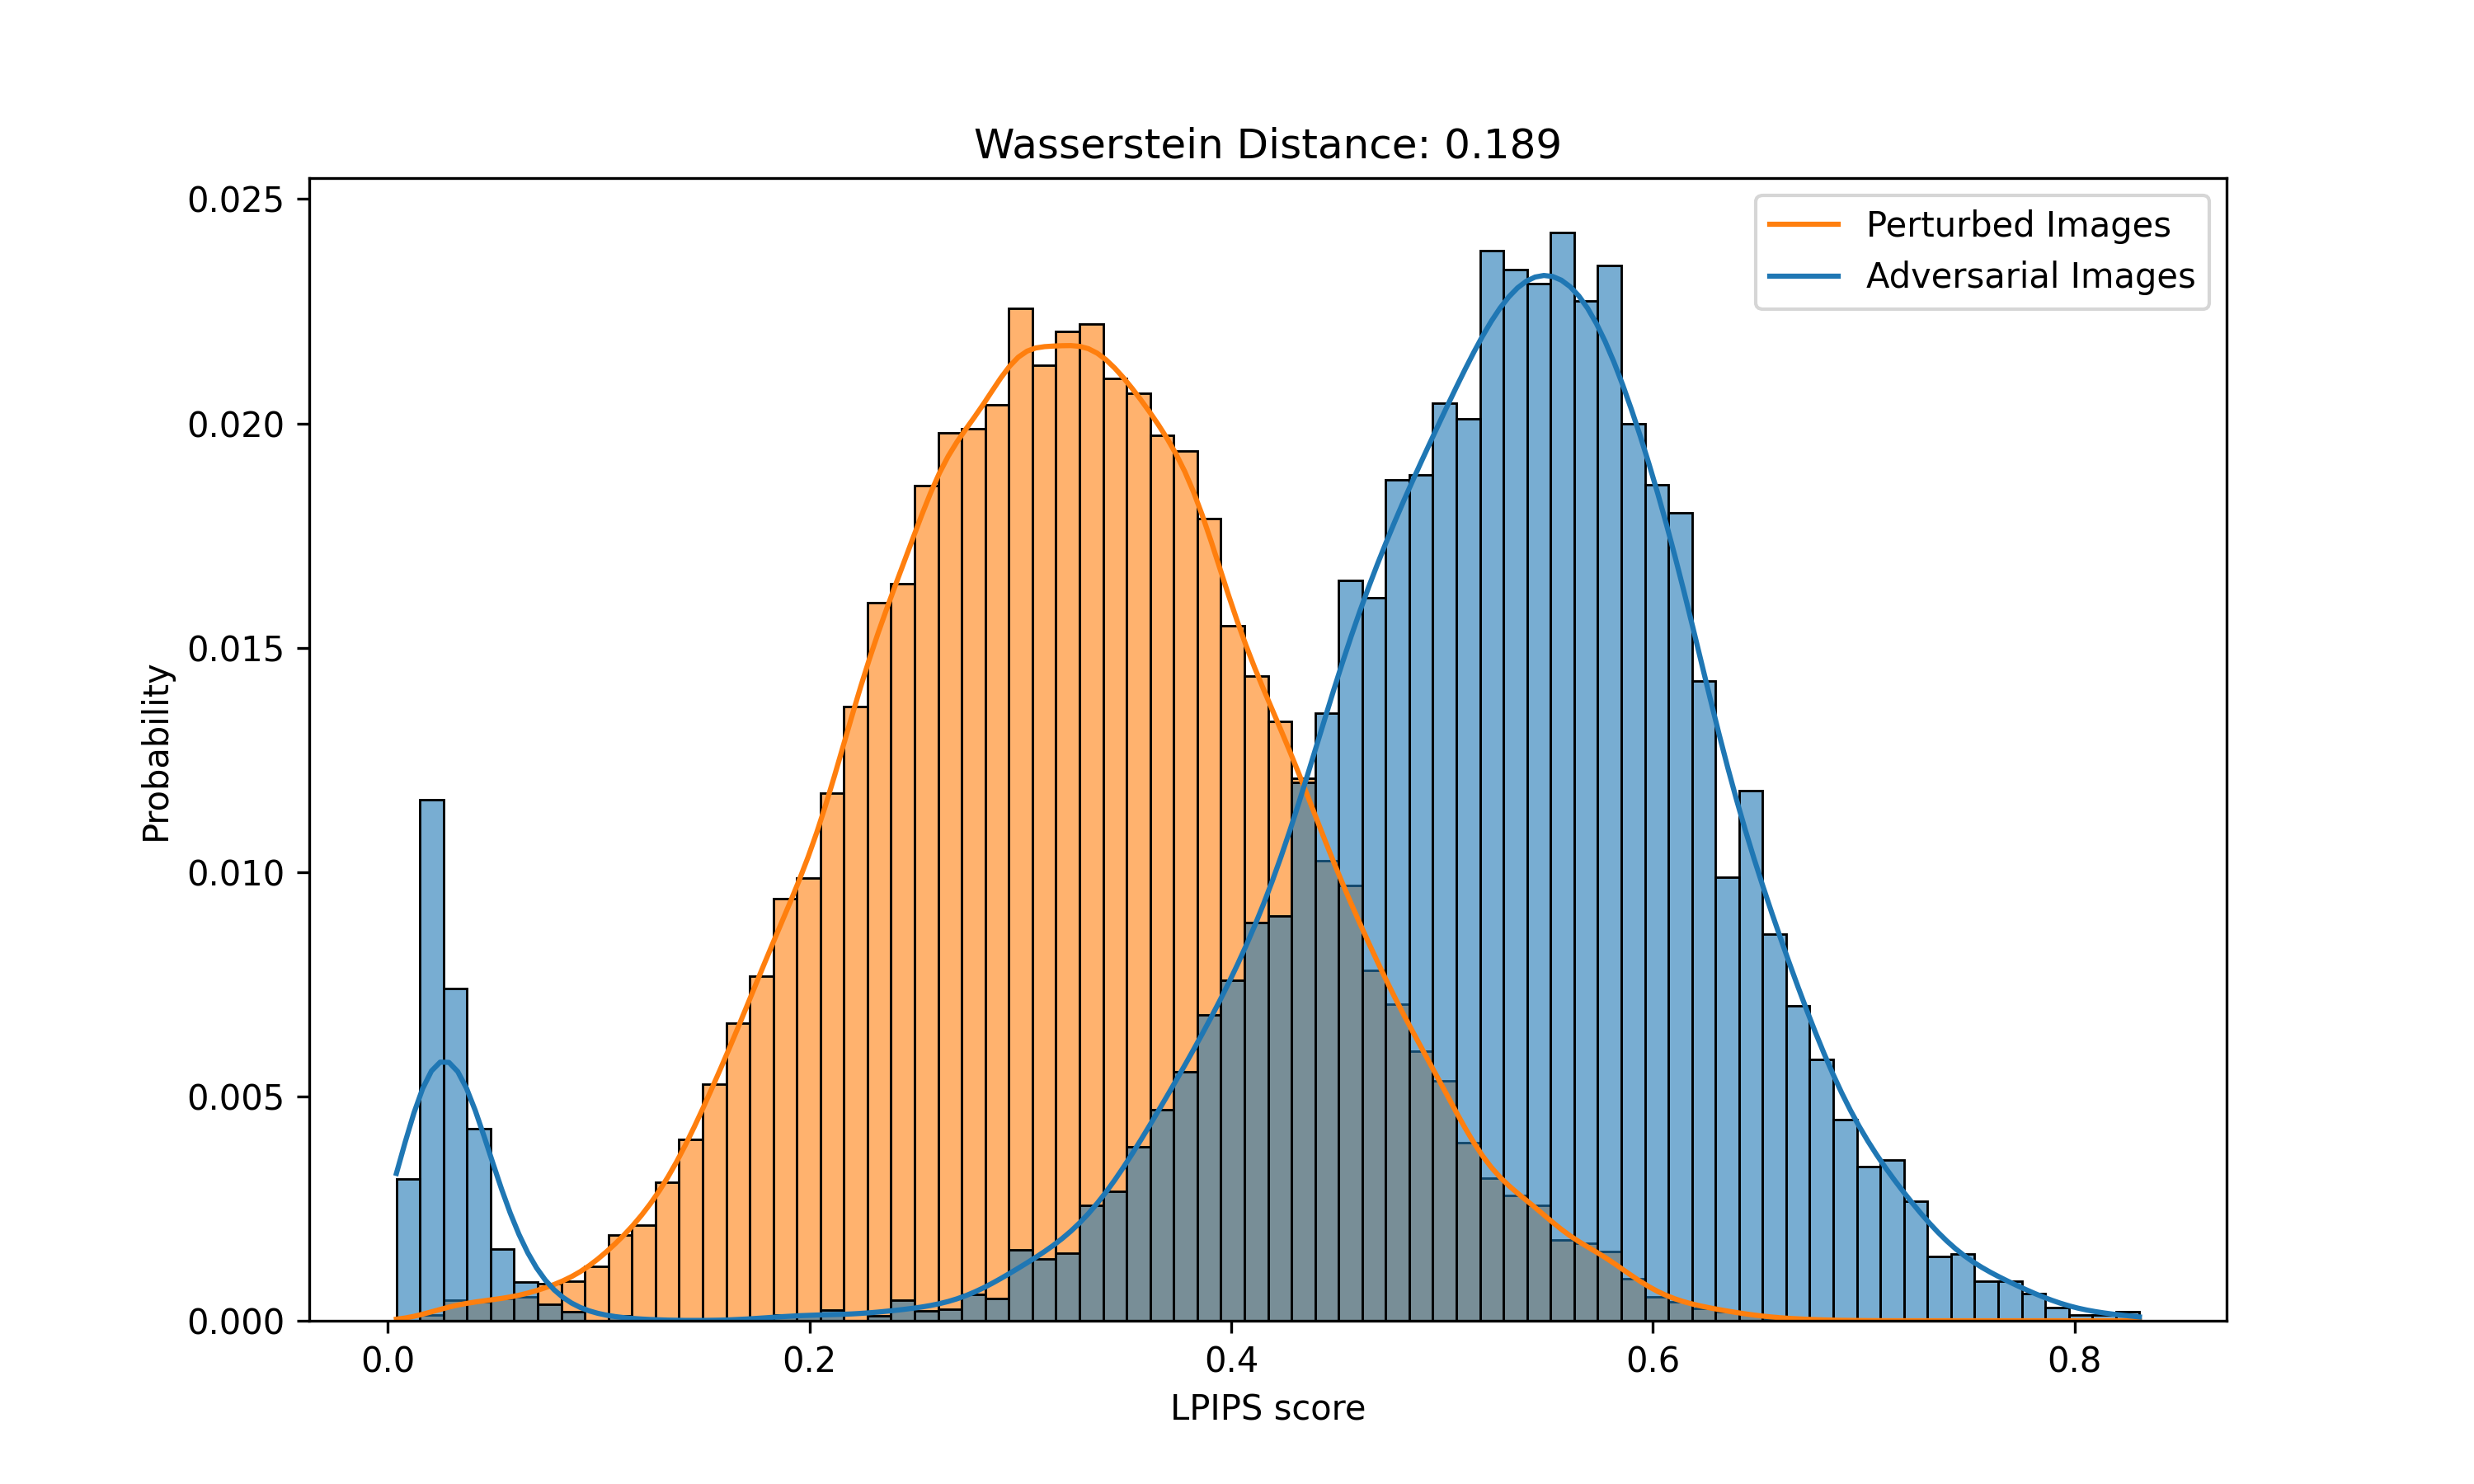 Wasserstein Distance: 0.189
Perturbed Images
Adversarial Images
0.025
0.020
0.015
0.010
0.005
0.000
Probability
0.0 0.2 0.4 0.6 0.8
LPIPS score